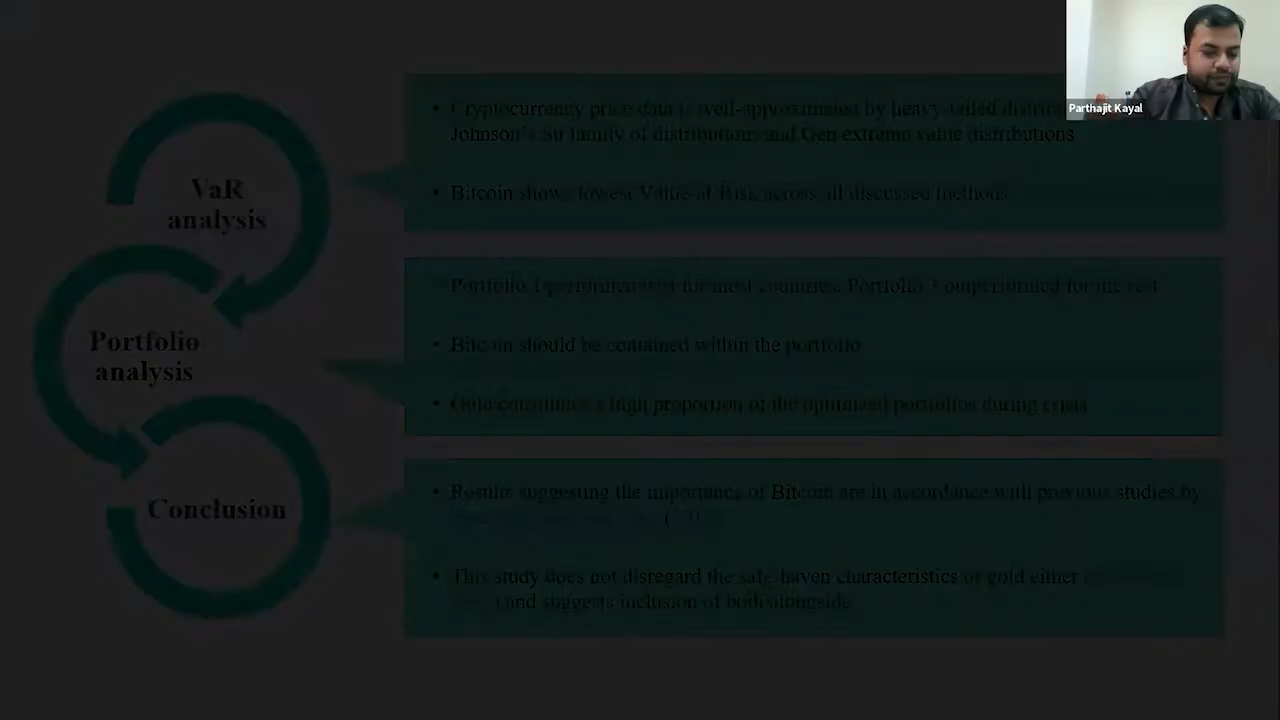 Parthajit Kayal
VaR
analysis
• Cryptocurrency price data is well-approximated by heavy-tailed
Johnson's Su family of distributions and Gen extreme value distributions
• Bitcoin shows lowest Value-at-Risk across all discussed methods
Portfolio
analysis
• Portfolio 1 performed for most countries. Portfolio 3 outperformed for the rest
• Bitcoin should be contained within the portfolio
• Gold constitutes a high proportion of the optimised portfolios during crisis
Conclusion
• Results suggesting the importance of Bitcoin are in accordance with previous studies by
• This study does not disregard the safe-haven characteristics of gold either
and suggests inclusion of both alongside